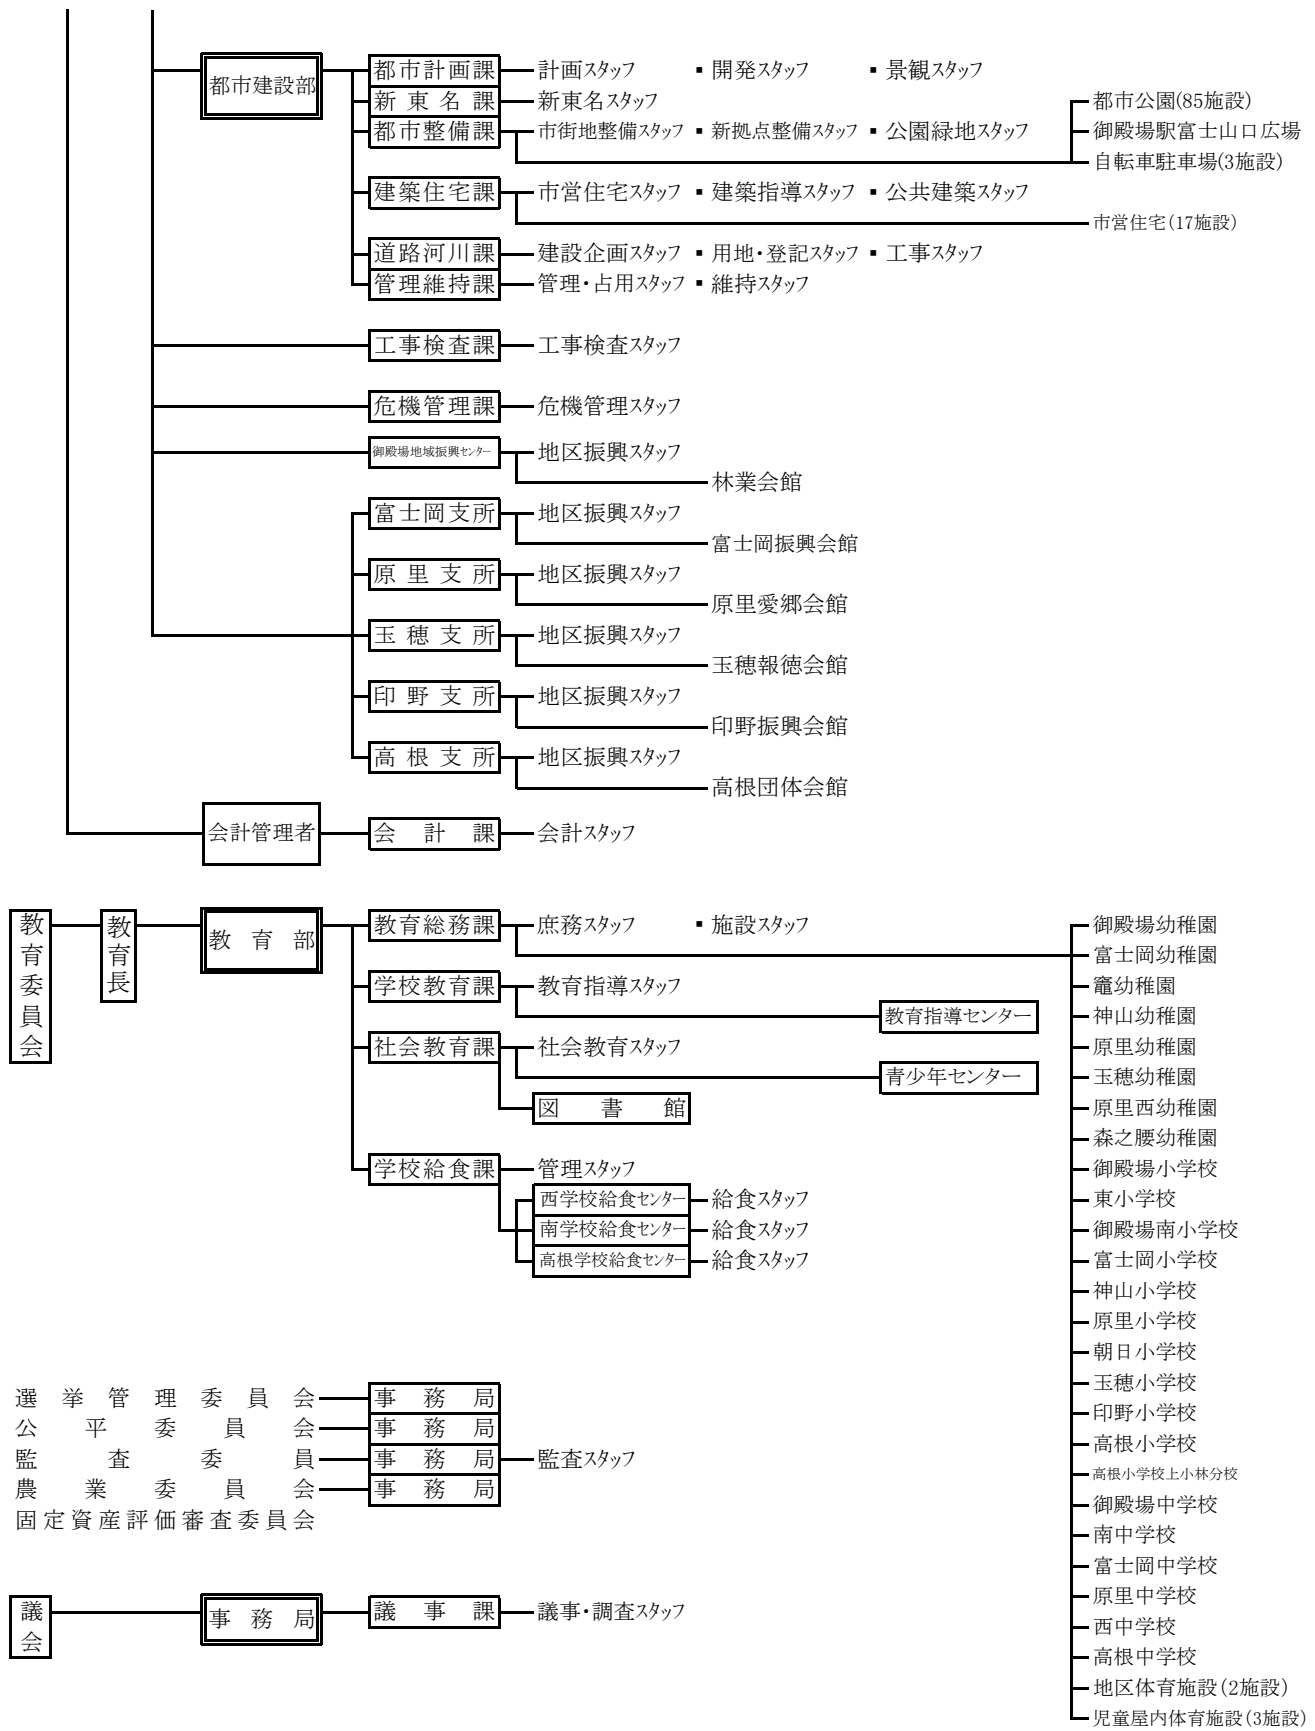 都市建設部 都市計画課 計画スタッフ ▪ 開発スタッフ ▪ 景観スタッフ
新東名課 新東名スタッフ 都市公園(85施設)
都市整備課 市街地整備スタッフ ▪ 新拠点整備スタッフ ▪ 公園緑地スタッフ 御殿場駅富士山口広場
自転車駐車場(3施設)
建築住宅課 市営住宅スタッフ ▪ 建築指導スタッフ ▪ 公共建築スタッフ
市営住宅(17施設)
道路河川課 建設企画スタッフ ▪ 用地・登記スタッフ ▪ 工事スタッフ
管理維持課 管理・占用スタッフ ▪ 維持スタッフ
工事検査課 工事検査スタッフ
危機管理課 危機管理スタッフ
御殿場地域振興センター 地区振興スタッフ
林業会館
富士岡支所 地区振興スタッフ
富士岡振興会館
原里支所 地区振興スタッフ
原里愛郷会館
玉穂支所 地区振興スタッフ
玉穂報徳会館
印野支所 地区振興スタッフ
印野振興会館
高根支所 地区振興スタッフ
高根団体会館
会計管理者 会計課 会計スタッフ
教育委員会 教育長 教育部 教育総務課 庶務スタッフ ▪ 施設スタッフ 御殿場幼稚園
富士岡幼稚園
学校教育課 教育指導スタッフ 竈幼稚園
教育指導センター 神山幼稚園
社会教育課 社会教育スタッフ 原里幼稚園
青少年センター 玉穂幼稚園
図書館 原里西幼稚園
森之腰幼稚園
学校給食課 管理スタッフ 御殿場小学校
西学校給食センター 給食スタッフ 東小学校
南学校給食センター 給食スタッフ 御殿場南小学校
高根学校給食センター 給食スタッフ 富士岡小学校
神山小学校
原里小学校
朝日小学校
玉穂小学校
選挙管理委員会 事務局 印野小学校
公平委員会 事務局 高根小学校
監査委員 事務局 監査スタッフ 高根小学校上小林分校
農業委員会 事務局 御殿場中学校
固定資産評価審査委員会 南中学校
富士岡中学校
原里中学校
議会 事務局 議事課 議事・調査スタッフ 西中学校
高根中学校
地区体育施設(2施設)
児童屋内体育施設(3施設)